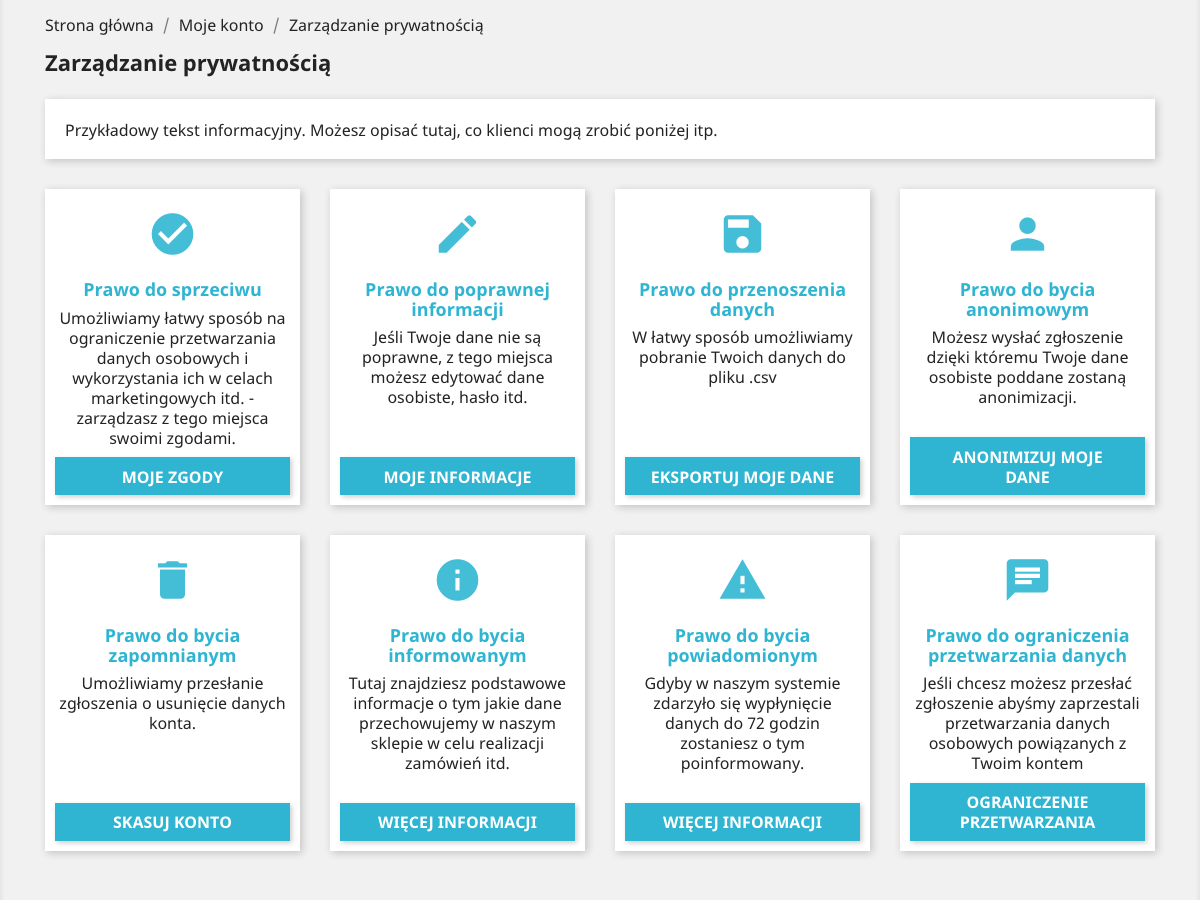 Strona główna / Moje konto / Zarządzanie prywatnością
Zarządzanie prywatnością
Przykładowy tekst informacyjny. Możesz opisać tutaj, co klienci mogą zrobić poniżej itp.
Prawo do sprzeciwu
Umożliwiamy łatwy sposób na
ograniczenie przetwarzania
danych osobowych i
wykorzystania ich w celach
marketingowych itd. -
zarządzasz z tego miejsca
swoimi zgodami.
MOJE ZGODY
Prawo do poprawnej
informacji
Jeśli Twoje dane nie są
poprawne, z tego miejsca
możesz edytować dane
osobiste, hasło itd.
MOJE INFORMACJE
Prawo do przenoszenia
danych
W łatwy sposób umożliwiamy
pobranie Twoich danych do
pliku .csv
EKSPORTUJ MOJE DANE
Prawo do bycia
anonimowym
Możesz wysłać zgłoszenie
dzięki któremu Twoje dane
osobiste poddane zostaną
anonimizacji.
ANONIMIZUJ MOJE
DANE
Prawo do bycia
zapomnianym
Umożliwiamy przesłanie
zgłoszenia o usunięcie danych
konta.
SKASUJ KONTO
Prawo do bycia
informowanym
Tutaj znajdziesz podstawowe
informacje o tym jakie dane
przechowujemy w naszym
sklepie w celu realizacji
zamówień itd.
WIĘCEJ INFORMACJI
Prawo do bycia
powiadomionym
Gdyby w naszym systemie
zdarzyło się wypłynięcie
danych do 72 godzin
zostaniesz o tym
poinformowany.
WIĘCEJ INFORMACJI
Prawo do ograniczenia
przetwarzania danych
Jeśli chcesz możesz przesłać
zgłoszenie abyśmy zaprzestali
przetwarzania danych
osobowych powiązanych z
Twoim kontem
OGRANICZENIE
PRZETWARZANIA